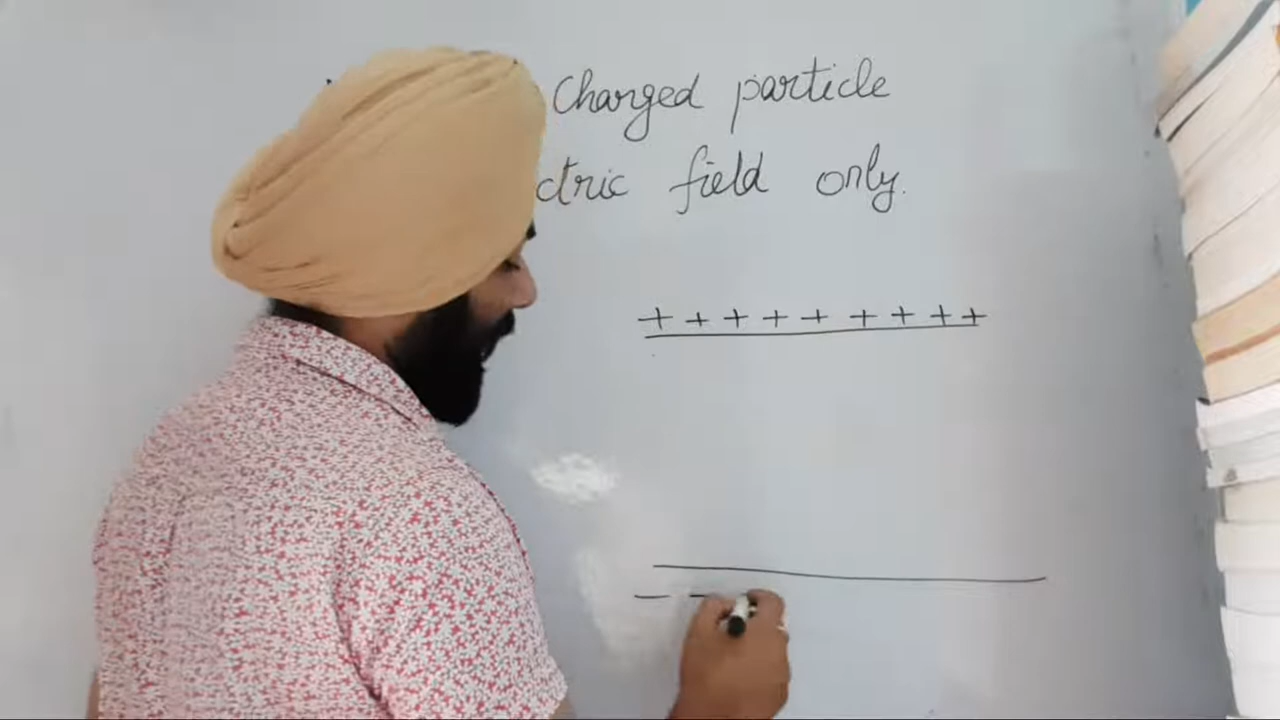 Charged particle
ctric field only.
+ + + + + + + + +
— —